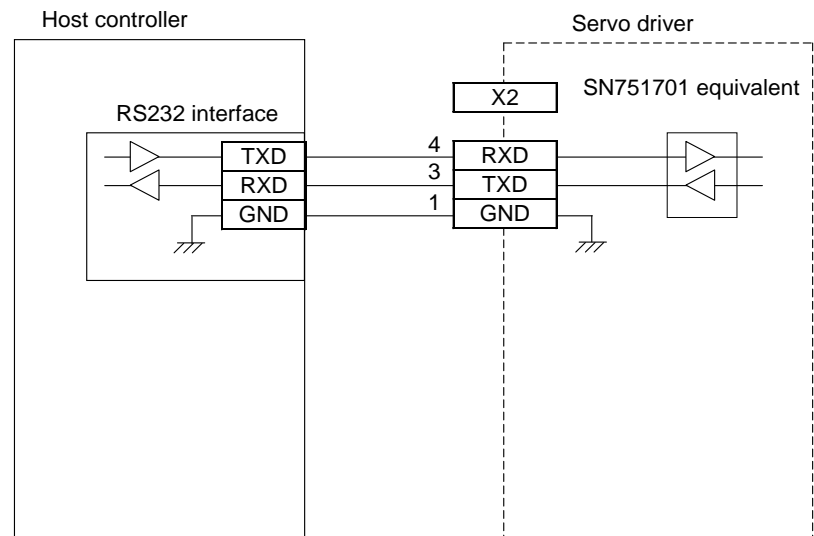 Host controller
Servo driver
X2
SN751701 equivalent
RS232 interface
TXD
4
RXD
RXD
3
TXD
GND
1
GND